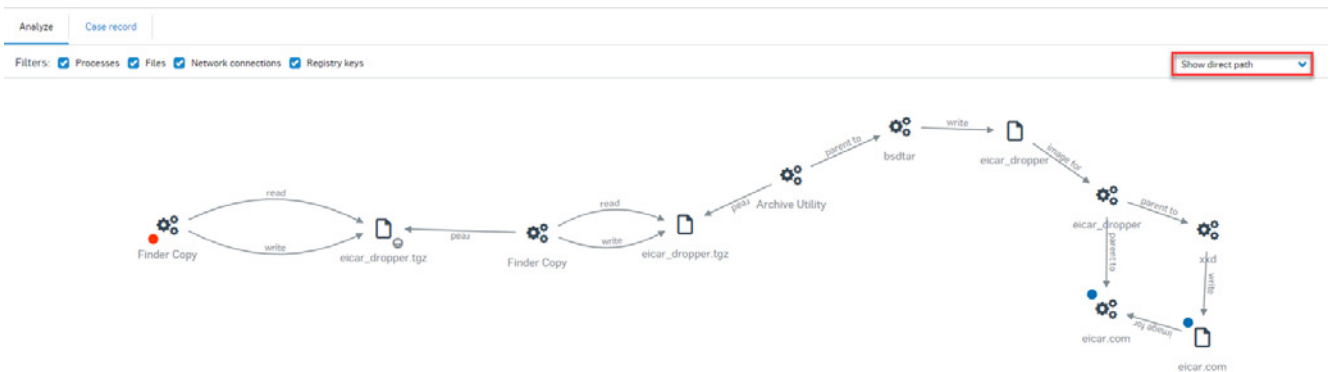 Analyze
Case record
Filters: Processes Files Network connections Registry keys
Show direct path
read
write
Finder Copy
eicar_dropper.tgz
read
Finder Copy
read
write
eicar_dropper.tgz
read
Archive Utility
parent to
bsdtar
write
eicar_dropper
image for
eicar_dropper
parent to
xxd
parent to
write
eicar.com
image for
eicar.com